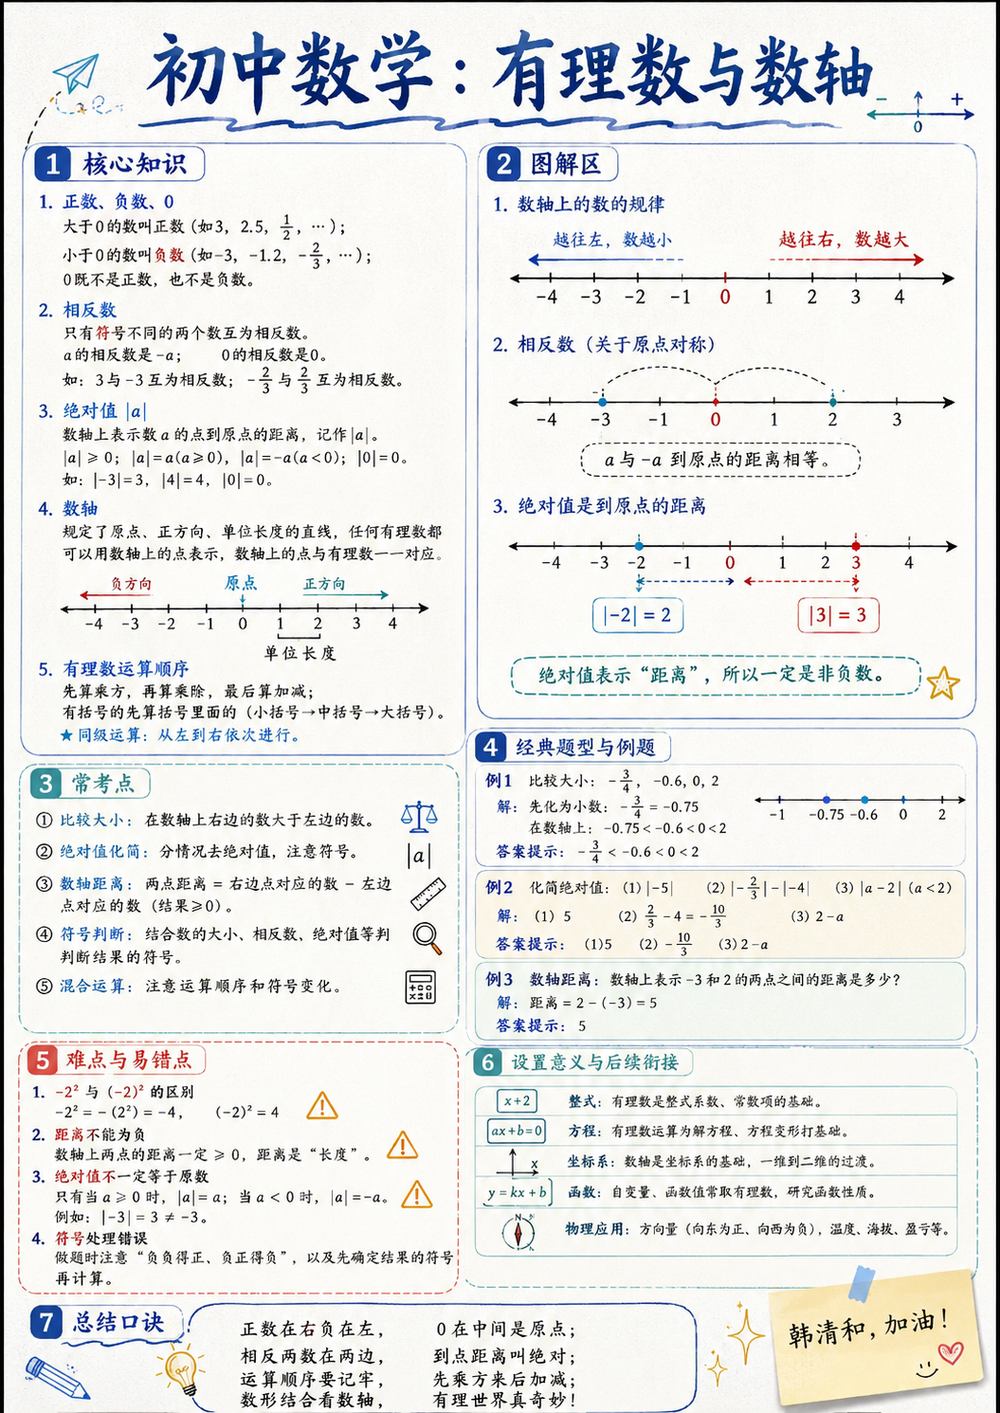 初中数学：有理数与数轴
− +
0
1 核心知识
1. 正数、负数、0
大于0的数叫正数 (如3, 2.5, 1/2, …)；
小于0的数叫负数 (如−3, −1.2, −2/3, …)；
0既不是正数，也不是负数。
2. 相反数
只有符号不同的两个数互为相反数。
a的相反数是−a； 0的相反数是0。
如：3与−3互为相反数；−2/3与2/3互为相反数。
3. 绝对值 |a|
数轴上表示数a的点到原点的距离，记作|a|。
|a| ⩾ 0；|a|=a(a⩾0)，|a|=−a(a<0)；|0|=0。
如：|−3|=3，|4|=4，|0|=0。
4. 数轴
规定了原点、正方向、单位长度的直线，任何有理数都
可以用数轴上的点表示，数轴上的点与有理数一一对应。
负方向 原点 正方向
−4 −3 −2 −1 0 1 2 3 4
单位长度
5. 有理数运算顺序
先算乘方，再算乘除，最后算加减；
有括号的先算括号里面的（小括号→中括号→大括号）。
★ 同级运算：从左到右依次进行。
2 图解区
1. 数轴上的数的规律
越往左，数越小 越往右，数越大
−4 −3 −2 −1 0 1 2 3 4
2. 相反数（关于原点对称）
−4 −3 −2 −1 0 1 2 3
a与−a 到原点的距离相等。
3. 绝对值是到原点的距离
−4 −3 −2 −1 0 1 2 3 4
|−2| = 2 |3| = 3
绝对值表示“距离”，所以一定是非负数。
3 常考点
① 比较大小：在数轴上右边的数大于左边的数。
② 绝对值化简：分情况去绝对值，注意符号。
|a|
③ 数轴距离：两点距离 = 右边点对应的数 − 左边
点对应的数（结果⩾0）。
④ 符号判断：结合数的大小、相反数、绝对值等判
判断结果的符号。
⑤ 混合运算：注意运算顺序和符号变化。
4 经典题型与例题
例1 比较大小：−3/4，−0.6, 0, 2
解：先化为小数：−3/4 = −0.75
在数轴上：−0.75 < −0.6 < 0 < 2
−1 −0.75 −0.6 0 2
答案提示：−3/4 < −0.6 < 0 < 2
例2 化简绝对值：(1) |−5| (2) |−2/3|−|−4| (3) |a−2| (a<2)
解：(1) 5 (2) 2/3 − 4 = −10/3 (3) 2−a
答案提示：(1)5 (2) −10/3 (3) 2−a
例3 数轴距离：数轴上表示−3和2的两点之间的距离是多少？
解：距离 = 2 − (−3) = 5
答案提示：5
5 难点与易错点
1. −2² 与 (−2)² 的区别
−2² = −(2²) = −4, (−2)² = 4
2. 距离不能为负
数轴上两点的距离一定 ⩾ 0，距离是“长度”。
3. 绝对值不一定等于原数
只有当 a ⩾ 0 时，|a| = a；当 a < 0 时，|a| = −a。
例如：|−3| = 3 ≠ −3。
4. 符号处理错误
做题时注意“负负得正、负正得负”，以及先确定结果的符号
再计算。
6 设置意义与后续衔接
x+2 整式：有理数是整式系数、常数项的基础。
ax+b=0 方程：有理数运算为解方程、方程变形打基础。
x 坐标系：数轴是坐标系的基础，一维到二维的过渡。
y = kx + b 函数：自变量、函数值常取有理数，研究函数性质。
N 物理应用：方向量（向东为正、向西为负），温度、海拔、盈亏等。
7 总结口诀
正数在右负在左， 0在中间是原点；
相反两数在两边， 到点距离叫绝对；
运算顺序要记牢， 先乘方来后加减；
数形结合看数轴， 有理世界真奇妙！
韩清和，加油！